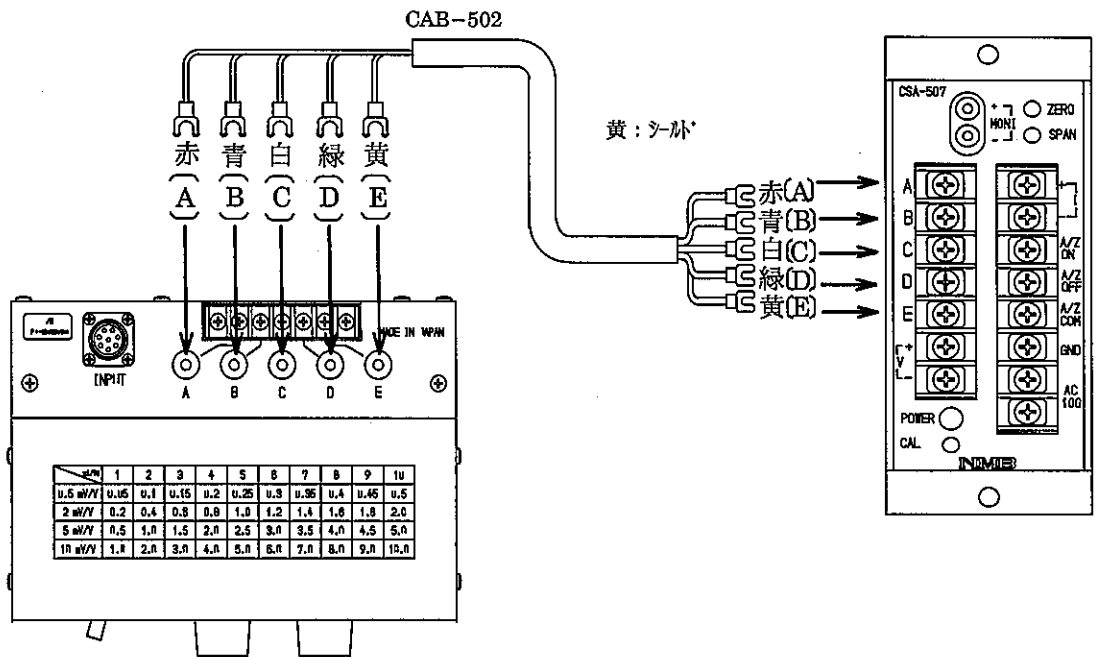 CAB-502
赤 青 白 緑 黄
(A) (B) (C) (D) (E)
黄：シールド
赤(A)
青(B)
白(C)
緑(D)
黄(E)
INPUT
A B C D E
1 2 3 4 5 6 7 8 9 10
0.5 mV/V 0.05 0.1 0.15 0.2 0.25 0.3 0.35 0.4 0.45 0.5
2 mV/V 0.2 0.4 0.6 0.8 1.0 1.2 1.4 1.6 1.8 2.0
5 mV/V 0.5 1.0 1.5 2.0 2.5 3.0 3.5 4.0 4.5 5.0
10 mV/V 1.0 2.0 3.0 4.0 5.0 6.0 7.0 8.0 9.0 10.0
CSA-507
+
-
MONI
ZERO
SPAN
A
B
C
D
E
+
V
-
+
-
A/Z ON
A/Z OFF
A/Z COM
GND
AC 100
POWER
CAL
NMB